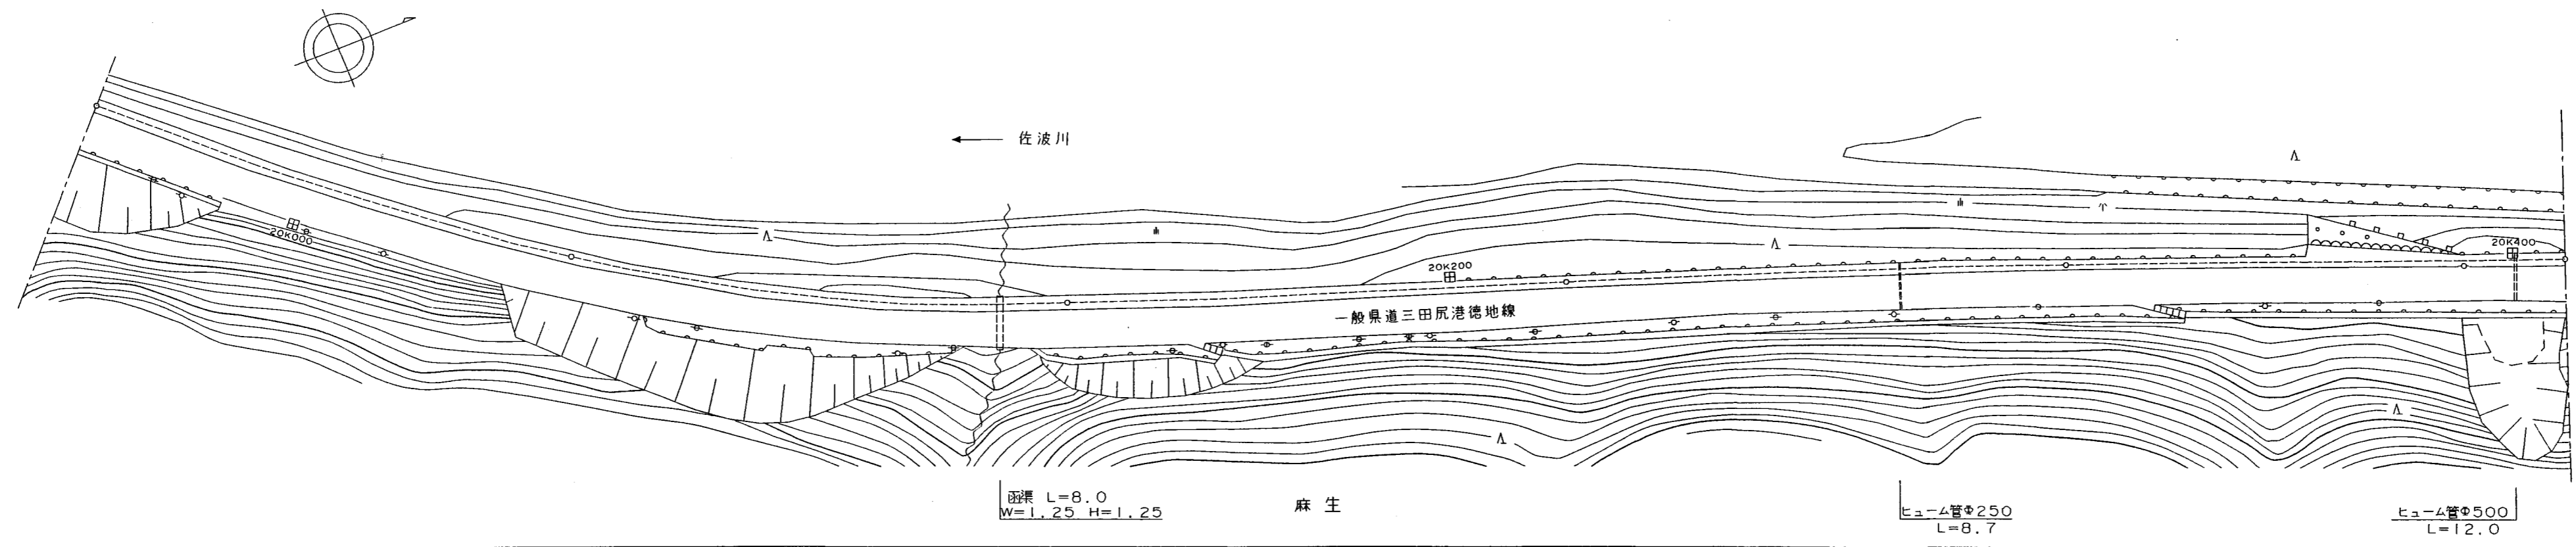 佐波川
20K000
20K200
20K400
一般県道三田尻港徳地線
函渠 L=8.0
W=1.25 H=1.25
麻生
ヒューム管Φ250
L=8.7
ヒューム管Φ500
L=12.0